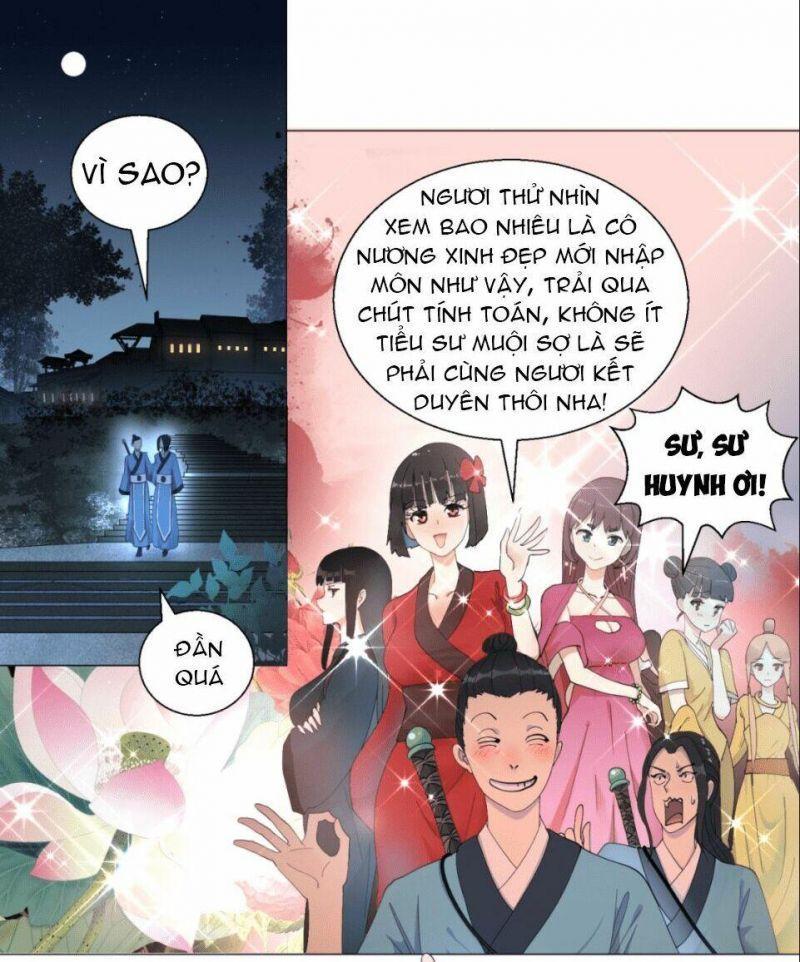 VÌ SAO?
ĐẦN
QUÁ
NGƯƠI THỬ NHÌN
XEM BAO NHIÊU LÀ CÔ
NƯƠNG XINH ĐẸP MỚI NHẬP
MÔN NHƯ VẬY, TRẢI QUA
CHÚT TÍNH TOÁN, KHÔNG ÍT
TIỂU SƯ MUỘI SỢ LÀ SẼ
PHẢI CÙNG NGƯƠI KẾT
DUYÊN THÔI NHA!
SƯ, SƯ
HUYNH ƠI!